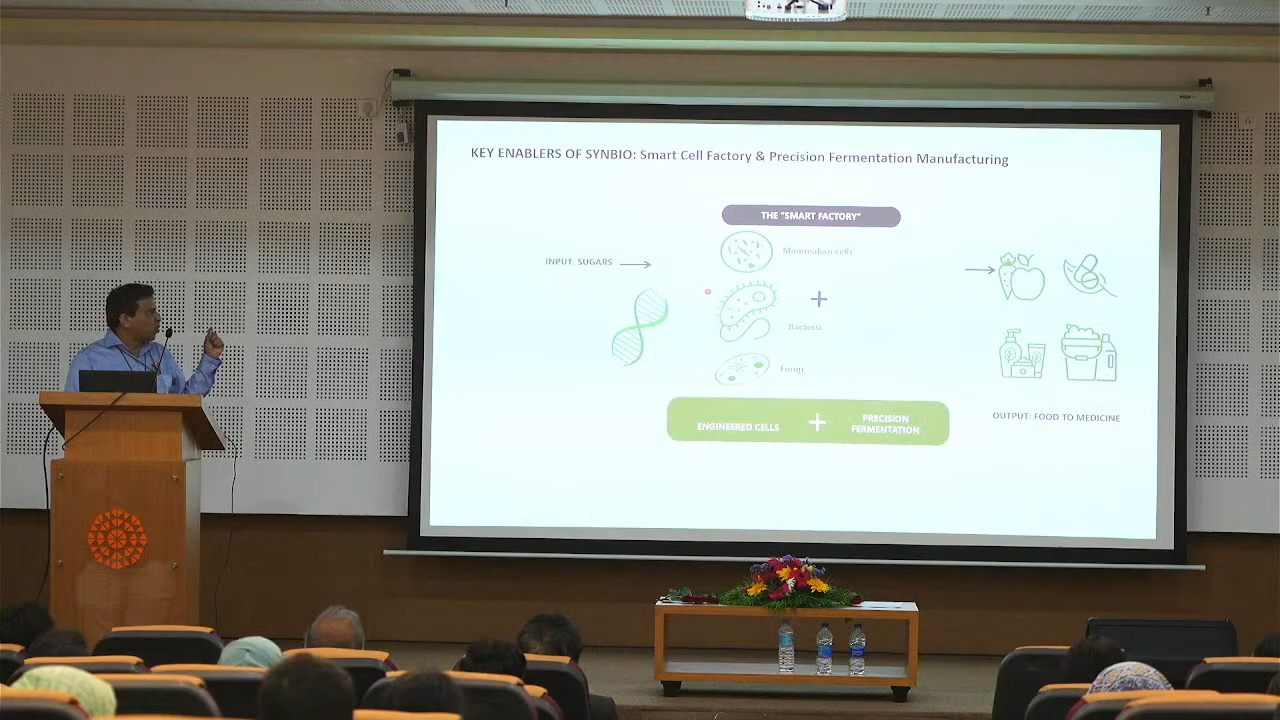 KEY ENABLERS OF SYNBIO: Smart Cell Factory & Precision Fermentation Manufacturing
THE "SMART FACTORY"
Mammalian cells
INPUT: SUGARS
+
Bacteria
Fungi
ENGINEERED CELLS + PRECISION FERMENTATION
OUTPUT: FOOD TO MEDICINE